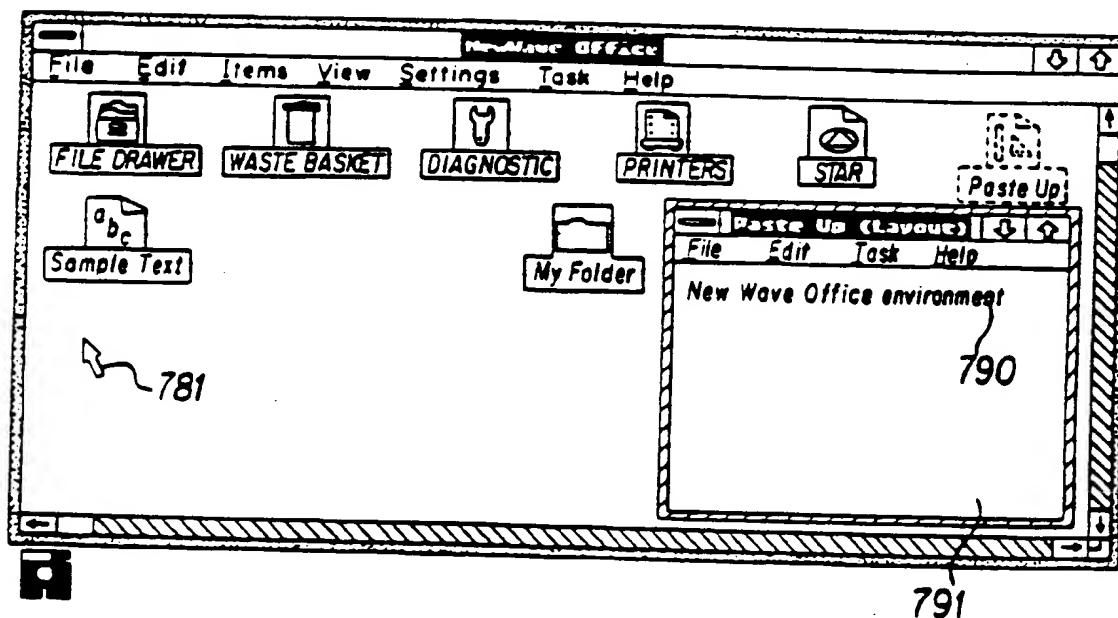 NewWave Office
File Edit Items View Settings Task Help
FILE DRAWER WASTE BASKET DIAGNOSTIC PRINTERS STAR Paste Up
abc
Sample Text My Folder
Paste Up (Layout)
File Edit Task Help
New Wave Office environment
790
781
791